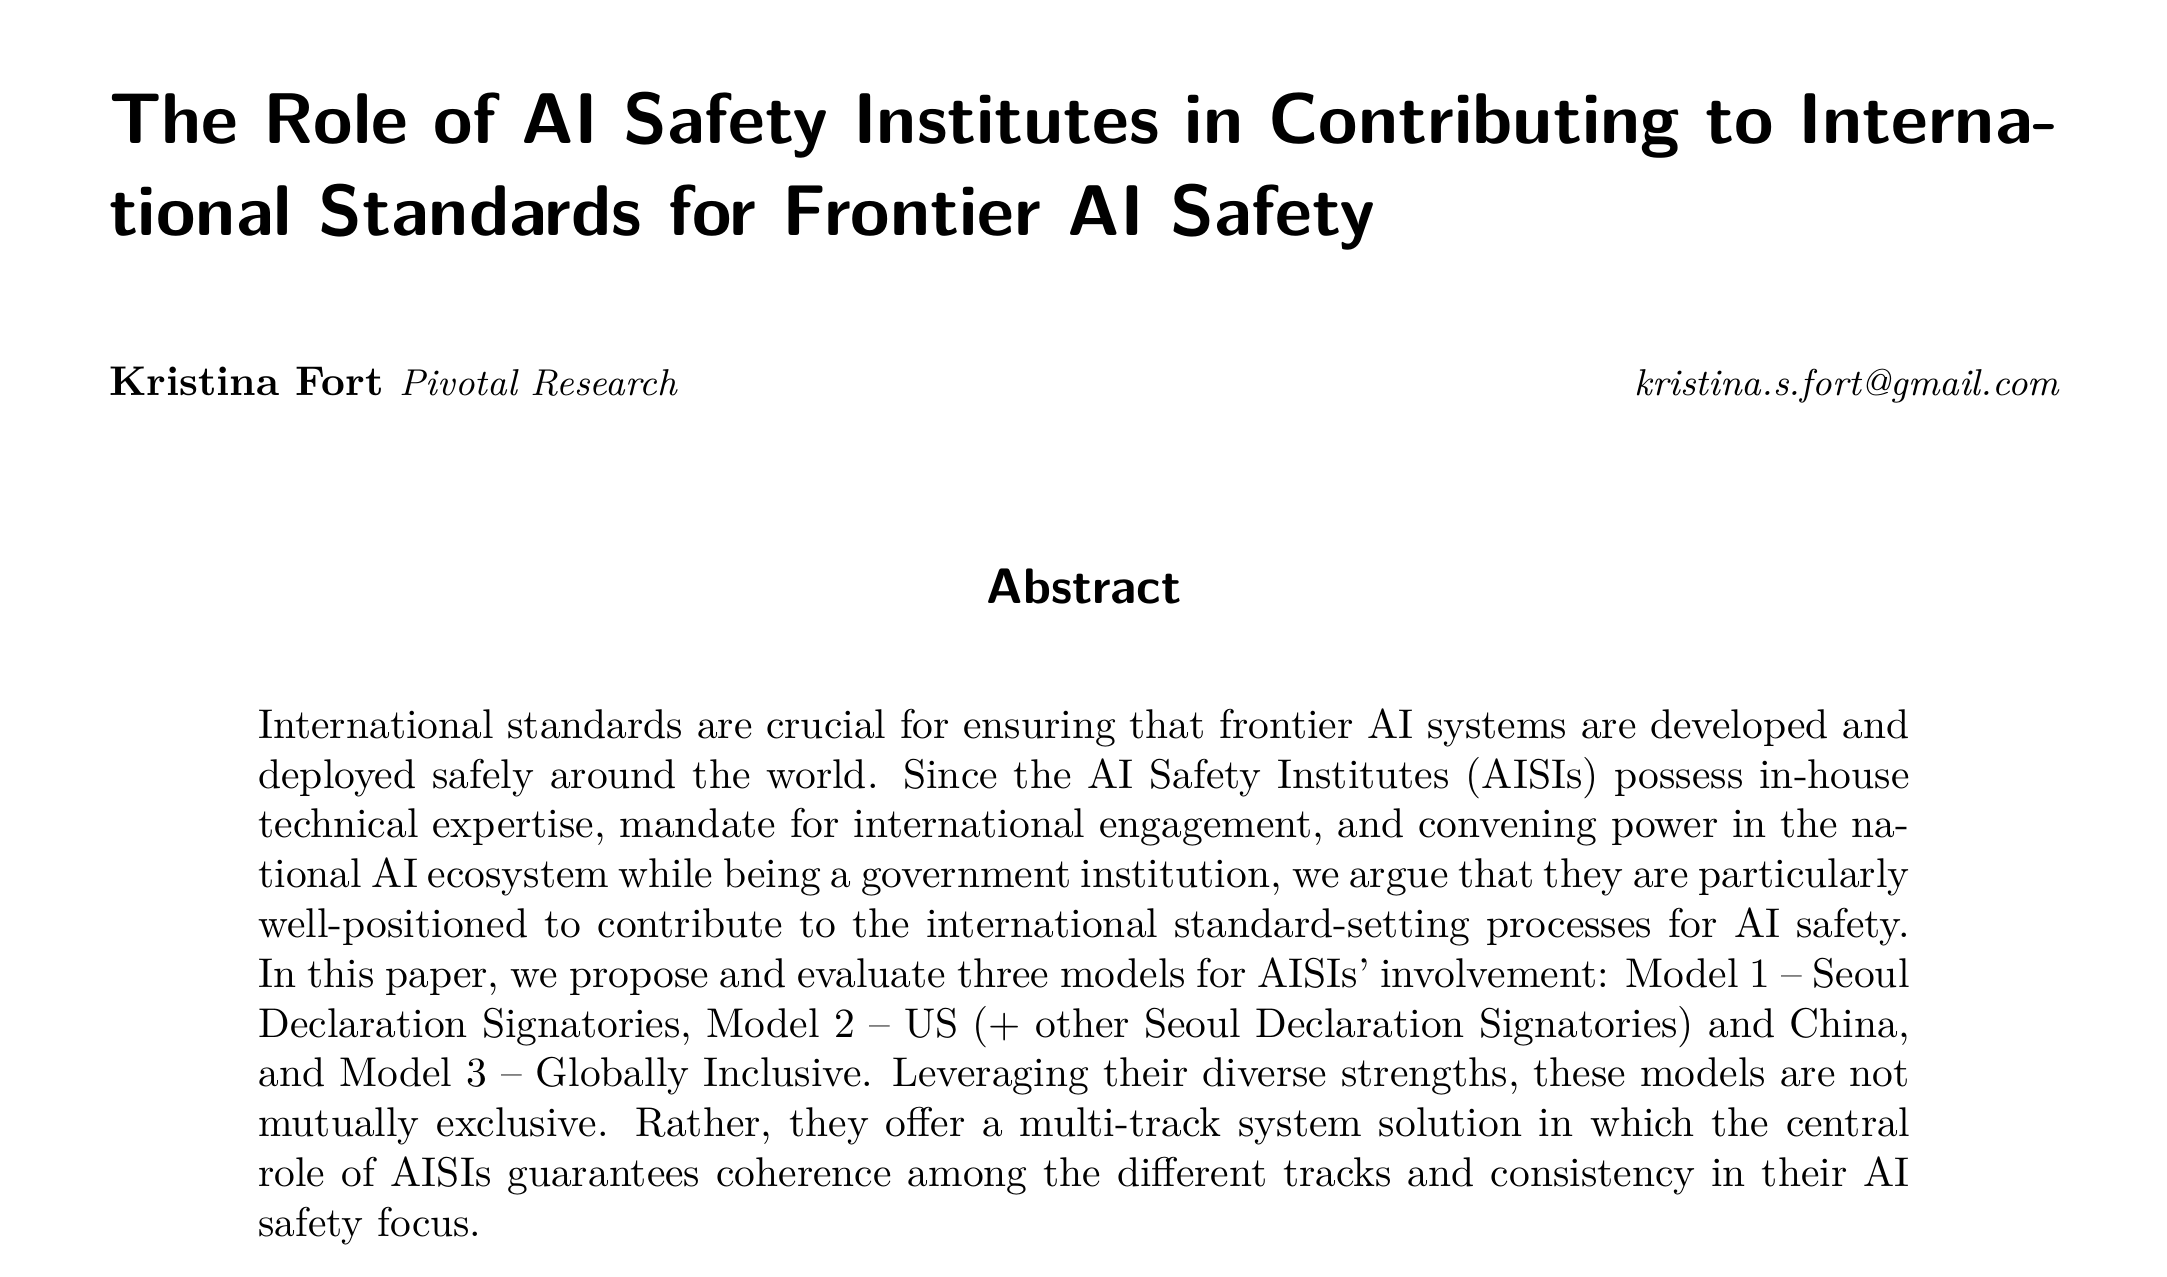 The Role of AI Safety Institutes in Contributing to Interna-
tional Standards for Frontier AI Safety
Kristina Fort Pivotal Research kristina.s.fort@gmail.com
Abstract
International standards are crucial for ensuring that frontier AI systems are developed and
deployed safely around the world. Since the AI Safety Institutes (AISIs) possess in-house
technical expertise, mandate for international engagement, and convening power in the na-
tional AI ecosystem while being a government institution, we argue that they are particularly
well-positioned to contribute to the international standard-setting processes for AI safety.
In this paper, we propose and evaluate three models for AISIs’ involvement: Model 1 – Seoul
Declaration Signatories, Model 2 – US (+ other Seoul Declaration Signatories) and China,
and Model 3 – Globally Inclusive. Leveraging their diverse strengths, these models are not
mutually exclusive. Rather, they offer a multi-track system solution in which the central
role of AISIs guarantees coherence among the different tracks and consistency in their AI
safety focus.